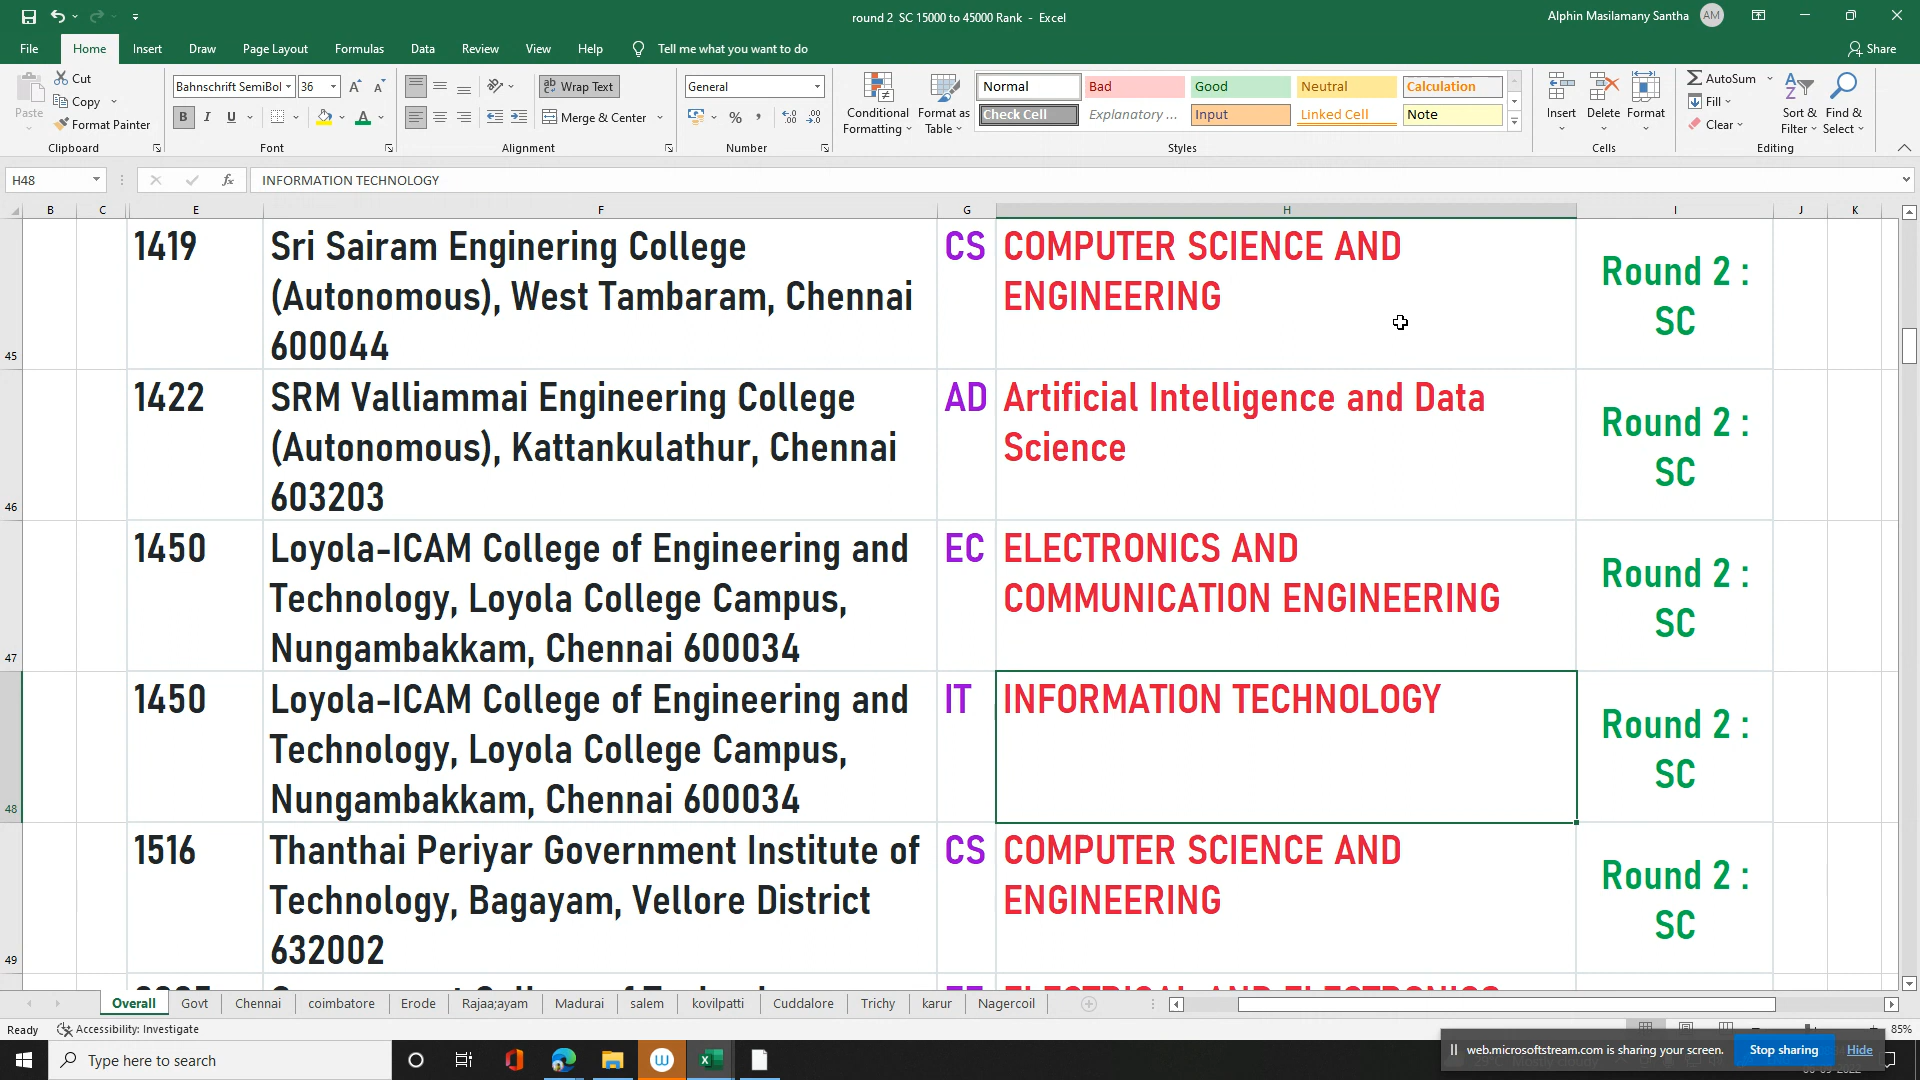 round 2  SC 15000 to 45000 Rank  -  Excel
Alphin Masilamany Santha
AM
File
Home
Insert
Draw
Page Layout
Formulas
Data
Review
View
Help
Tell me what you want to do
Share
Paste
Cut
Copy
Format Painter
Clipboard
Bahnschrift SemiBol
36
B
I
U
Font
Wrap Text
Merge & Center
Alignment
General
Number
Conditional Formatting
Format as Table
Normal
Bad
Good
Neutral
Calculation
Check Cell
Explanatory ...
Input
Linked Cell
Note
Styles
Insert
Delete
Format
Cells
AutoSum
Fill
Clear
Sort & Filter
Find & Select
Editing
H48
fx
INFORMATION TECHNOLOGY
B
C
E
F
G
H
I
J
K
45
1419
Sri Sairam Enginering College
(Autonomous), West Tambaram, Chennai
600044
CS
COMPUTER SCIENCE AND
ENGINEERING
Round 2 :
SC
46
1422
SRM Valliammai Engineering College
(Autonomous), Kattankulathur, Chennai
603203
AD
Artificial Intelligence and Data
Science
Round 2 :
SC
47
1450
Loyola-ICAM College of Engineering and
Technology, Loyola College Campus,
Nungambakkam, Chennai 600034
EC
ELECTRONICS AND
COMMUNICATION ENGINEERING
Round 2 :
SC
48
1450
Loyola-ICAM College of Engineering and
Technology, Loyola College Campus,
Nungambakkam, Chennai 600034
IT
INFORMATION TECHNOLOGY
Round 2 :
SC
49
1516
Thanthai Periyar Government Institute of
Technology, Bagayam, Vellore District
632002
CS
COMPUTER SCIENCE AND
ENGINEERING
Round 2 :
SC
Overall
Govt
Chennai
coimbatore
Erode
Rajaa;ayam
Madurai
salem
kovilpatti
Cuddalore
Trichy
karur
Nagercoil
Ready
Accessibility: Investigate
85%
Type here to search
web.microsoftstream.com is sharing your screen.
Stop sharing
Hide